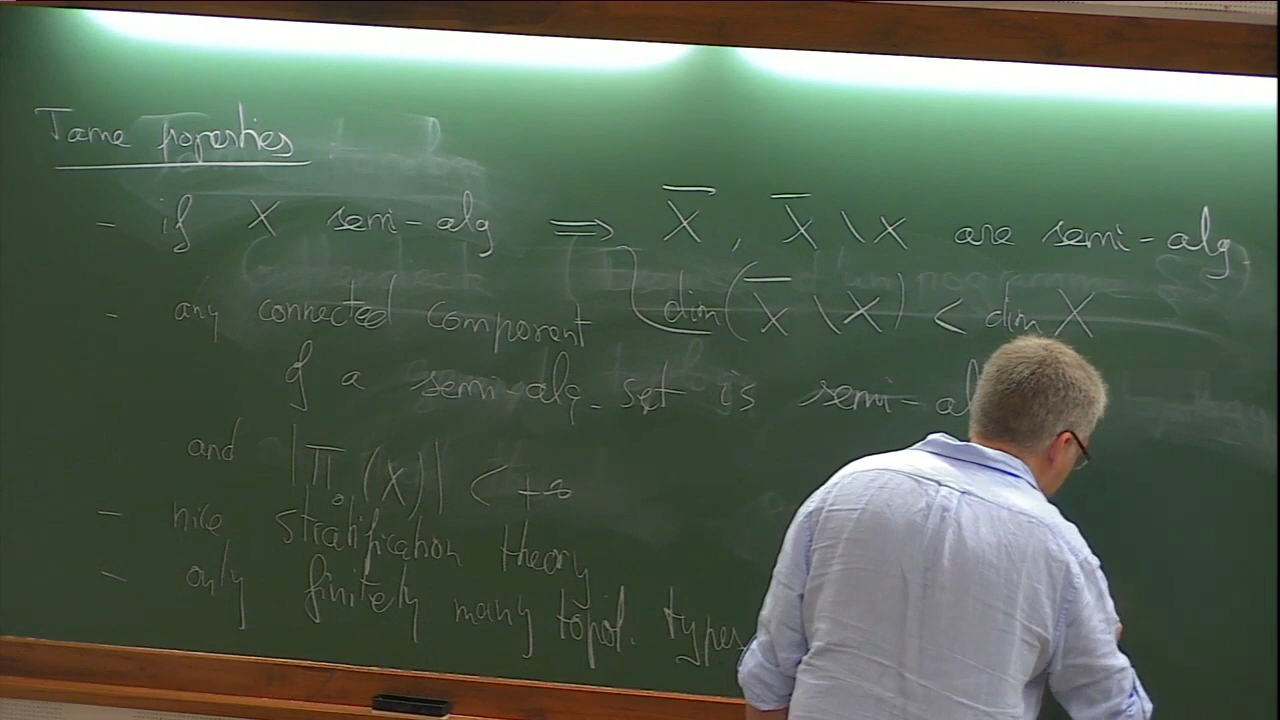 Tame properties
- if X semi-alg ⟹ X̅ , X̅ \ X are semi-alg.
dim(X̅ \ X) < dim X
- any connected component
of a semi-alg. set is semi-al
and |Π₀(X)| < +∞
- nice stratification theory
- only finitely many topol. types